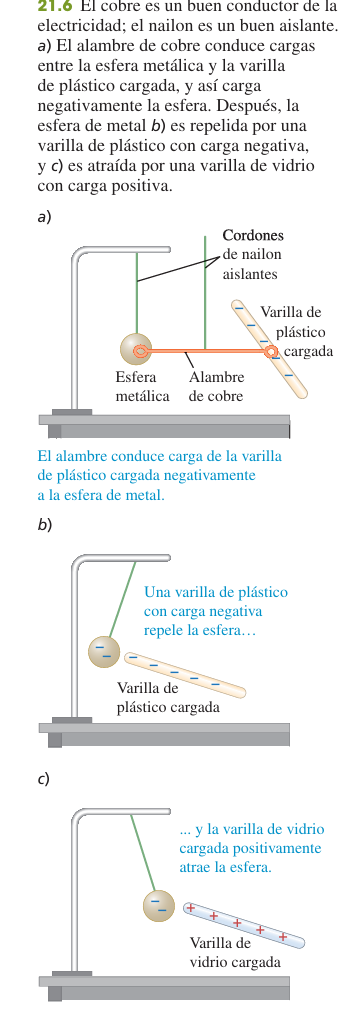 21.6 El cobre es un buen conductor de la
electricidad; el nailon es un buen aislante.
a) El alambre de cobre conduce cargas
entre la esfera metálica y la varilla
de plástico cargada, y así carga
negativamente la esfera. Después, la
esfera de metal b) es repelida por una
varilla de plástico con carga negativa,
y c) es atraída por una varilla de vidrio
con carga positiva.
a)
Cordones
de nailon
aislantes
Varilla de
plástico
cargada
Esfera
metálica
Alambre
de cobre
El alambre conduce carga de la varilla
de plástico cargada negativamente
a la esfera de metal.
b)
Una varilla de plástico
con carga negativa
repele la esfera…
Varilla de
plástico cargada
c)
... y la varilla de vidrio
cargada positivamente
atrae la esfera.
Varilla de
vidrio cargada